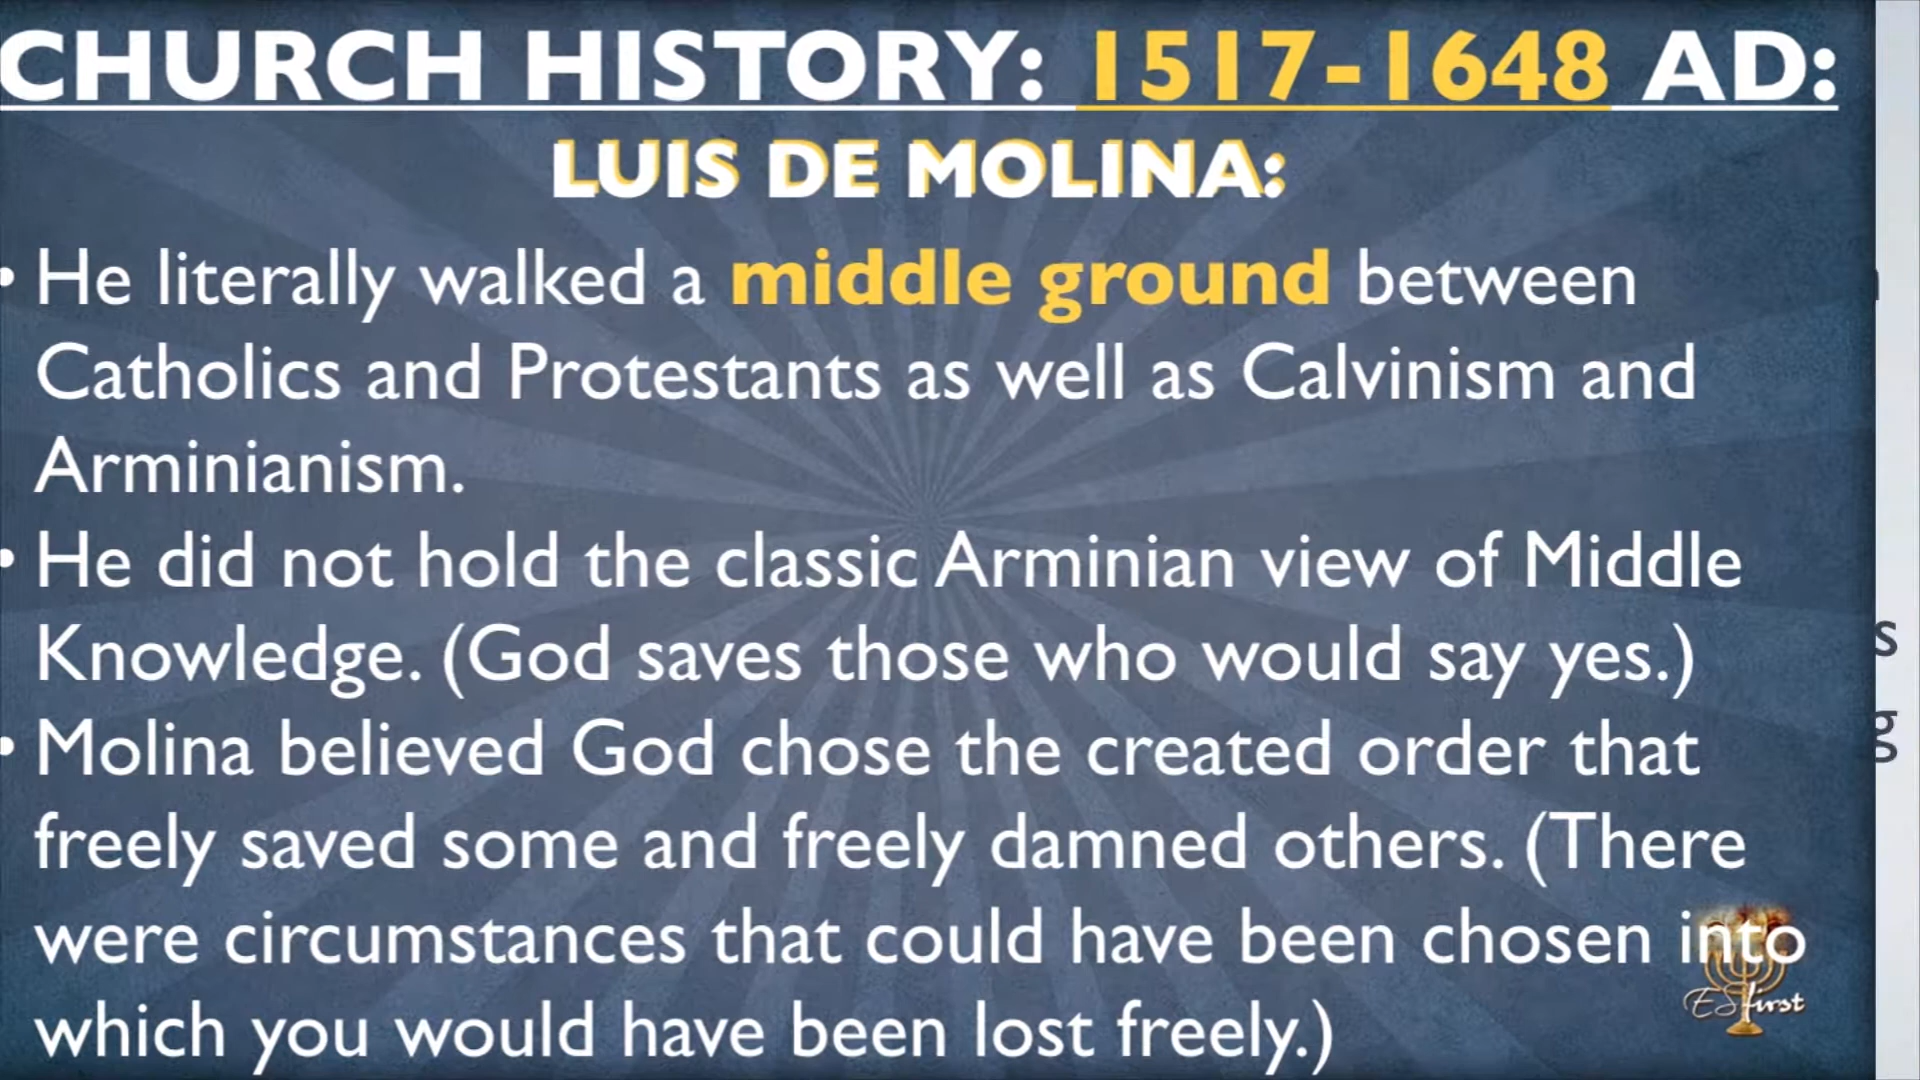 CHURCH HISTORY: 1517-1648 AD:
LUIS DE MOLINA:
• He literally walked a middle ground between
Catholics and Protestants as well as Calvinism and
Arminianism.
• He did not hold the classic Arminian view of Middle
Knowledge. (God saves those who would say yes.)
s
• Molina believed God chose the created order that
g
freely saved some and freely damned others. (There
were circumstances that could have been chosen into
which you would have been lost freely.)
ESfirst